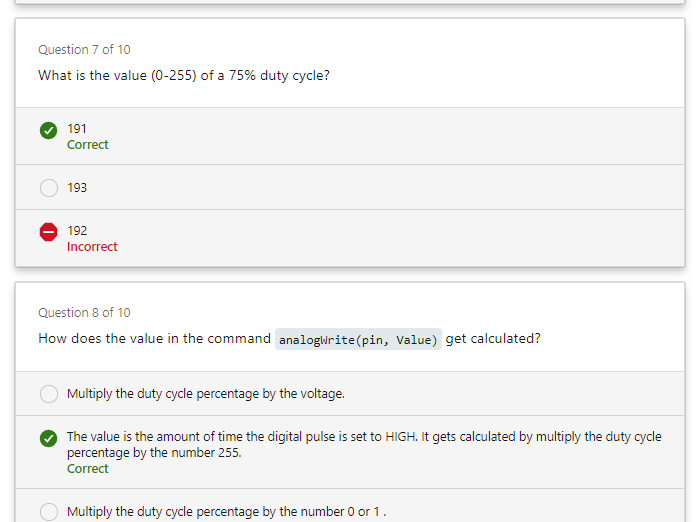 Question 7 of 10
What is the value (0-255) of a 75% duty cycle?
191
Correct
193
192
Incorrect
Question 8 of 10
How does the value in the command analogWrite(pin, Value) get calculated?
Multiply the duty cycle percentage by the voltage.
The value is the amount of time the digital pulse is set to HIGH. It gets calculated by multiply the duty cycle
percentage by the number 255.
Correct
Multiply the duty cycle percentage by the number 0 or 1 .